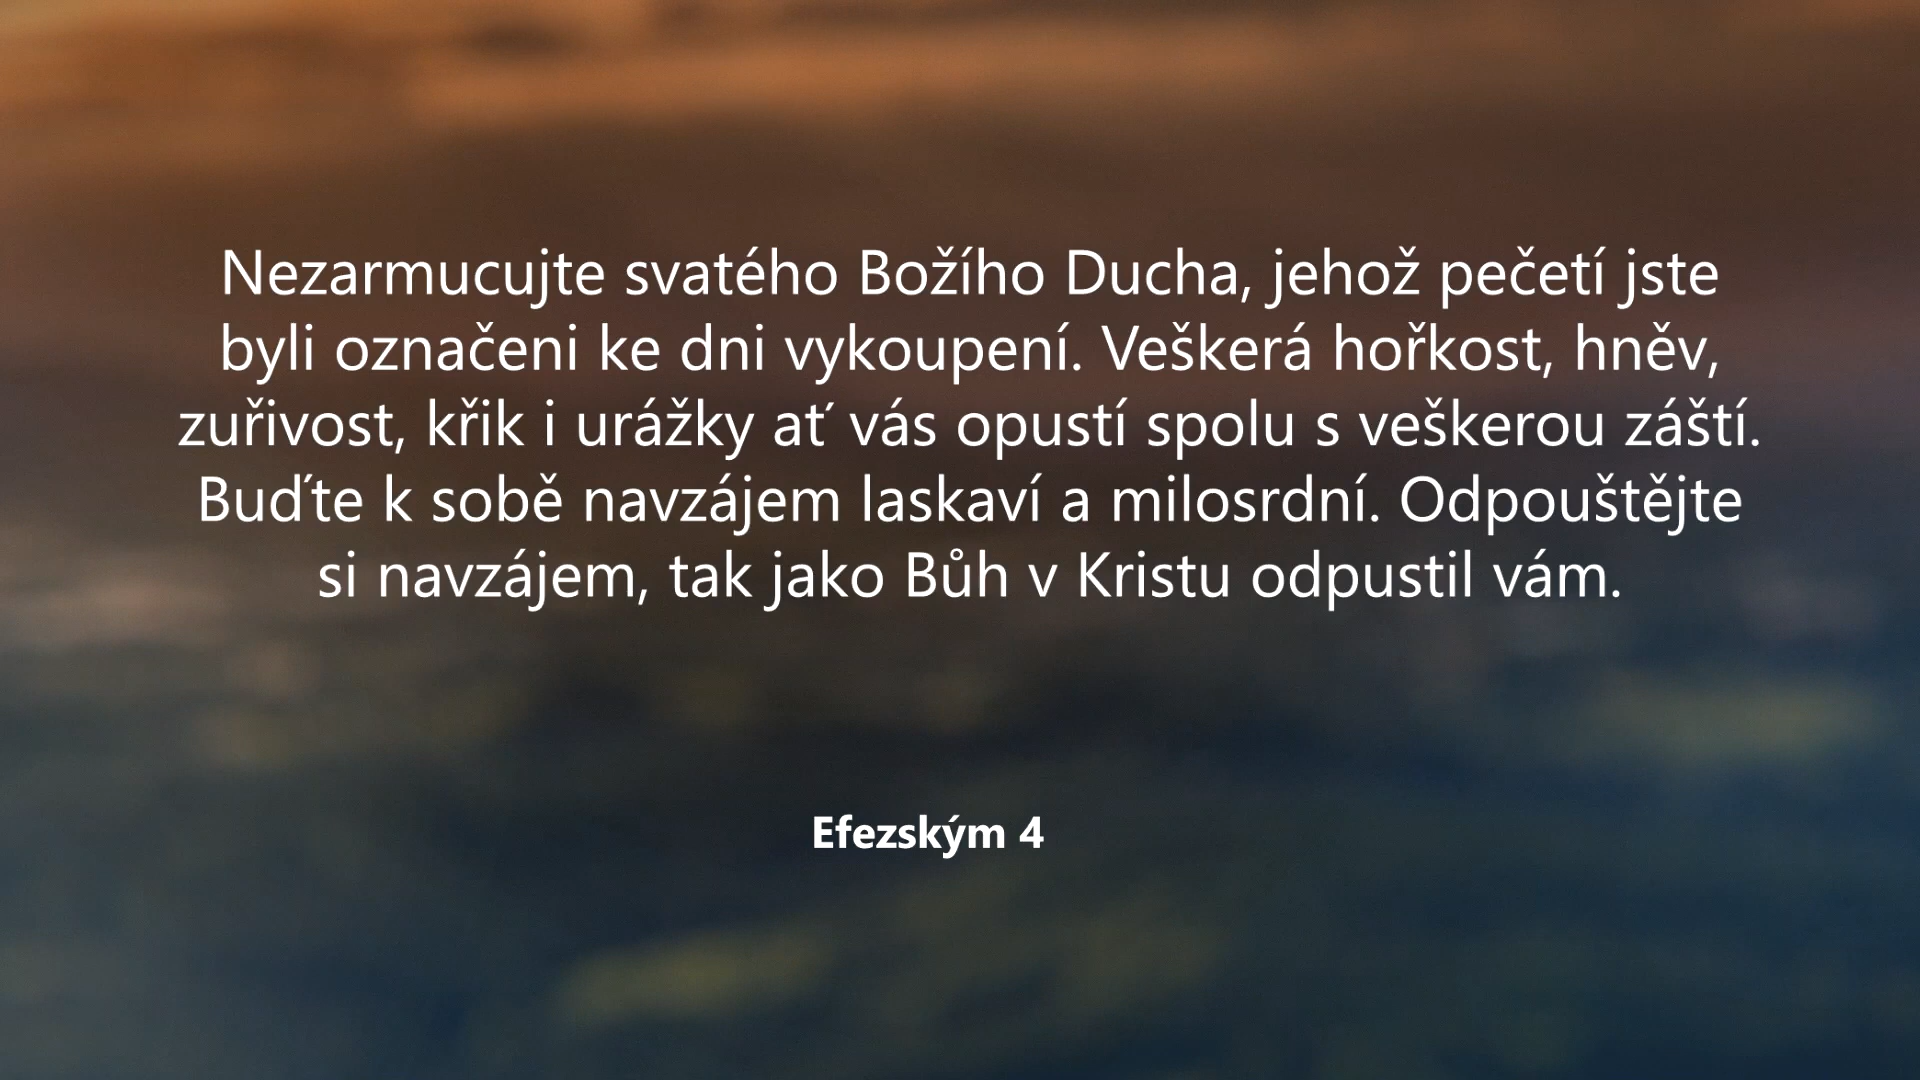 Nezarmucujte svatého Božího Ducha, jehož pečetí jste
byli označeni ke dni vykoupení. Veškerá hořkost, hněv,
zuřivost, křik i urážky ať vás opustí spolu s veškerou záští.
Buďte k sobě navzájem laskaví a milosrdní. Odpouštějte
si navzájem, tak jako Bůh v Kristu odpustil vám.
Efezským 4